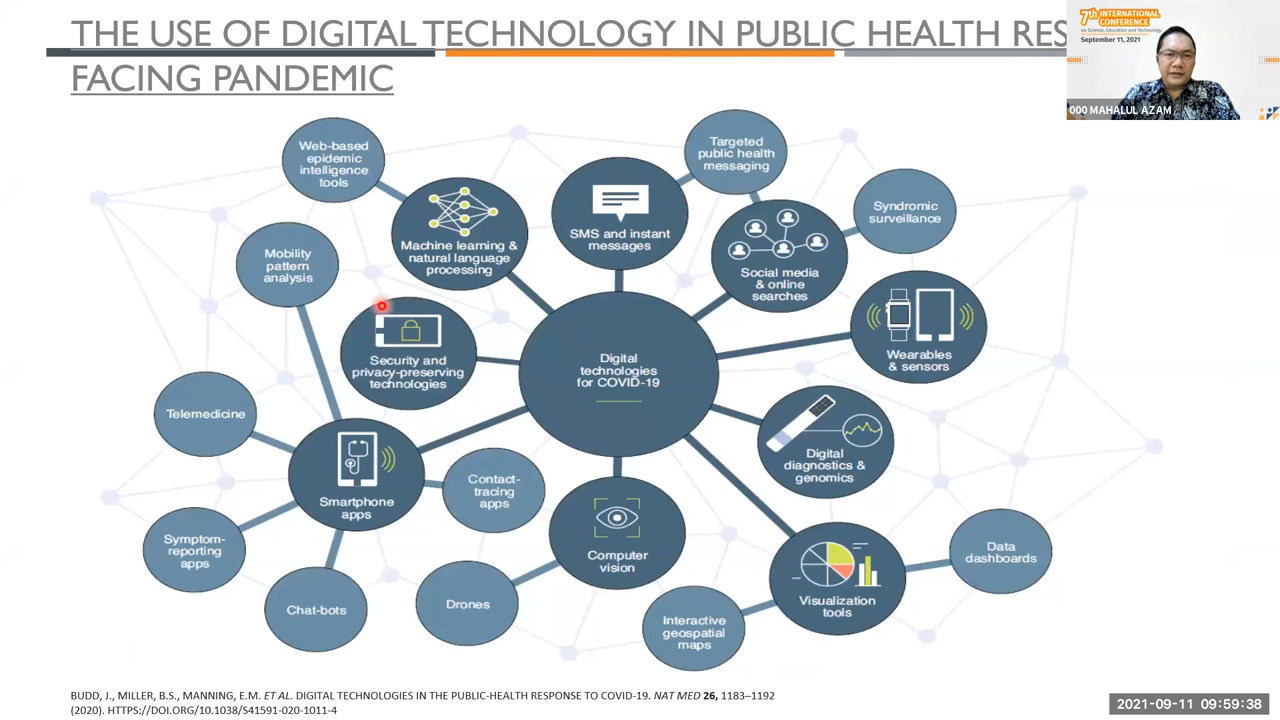 THE USE OF DIGITAL TECHNOLOGY IN PUBLIC HEALTH RES
FACING PANDEMIC
7th INTERNATIONAL
CONFERENCE
on Science, Education and Technology
September 11, 2021
000 MAHALUL AZAM
Web-based
epidemic
intelligence
tools
Machine learning &
natural language
processing
SMS and instant
messages
Targeted
public health
messaging
Social media
& online
searches
Syndromic
surveillance
Mobility
pattern
analysis
Security and
privacy-preserving
technologies
Digital
technologies
for COVID-19
Wearables
& sensors
Telemedicine
Smartphone
apps
Contact-
tracing
apps
Digital
diagnostics &
genomics
Symptom-
reporting
apps
Chat-bots
Drones
Computer
vision
Interactive
geospatial
maps
Visualization
tools
Data
dashboards
BUDD, J., MILLER, B.S., MANNING, E.M. ET AL. DIGITAL TECHNOLOGIES IN THE PUBLIC-HEALTH RESPONSE TO COVID-19. NAT MED 26, 1183–1192
(2020). HTTPS://DOI.ORG/10.1038/S41591-020-1011-4
2021-09-11 09:59:38